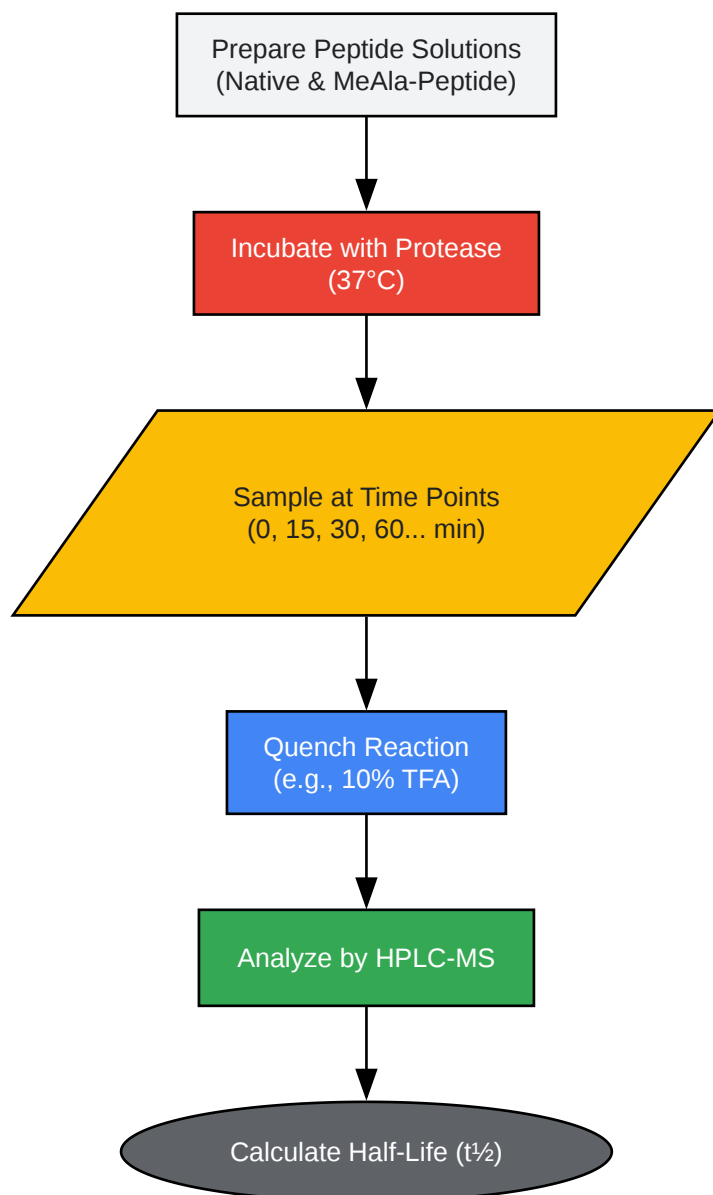 Prepare Peptide Solutions
(Native & MeAla-Peptide)
Incubate with Protease
(37°C)
Sample at Time Points
(0, 15, 30, 60... min)
Quench Reaction
(e.g., 10% TFA)
Analyze by HPLC-MS
Calculate Half-Life (t½)